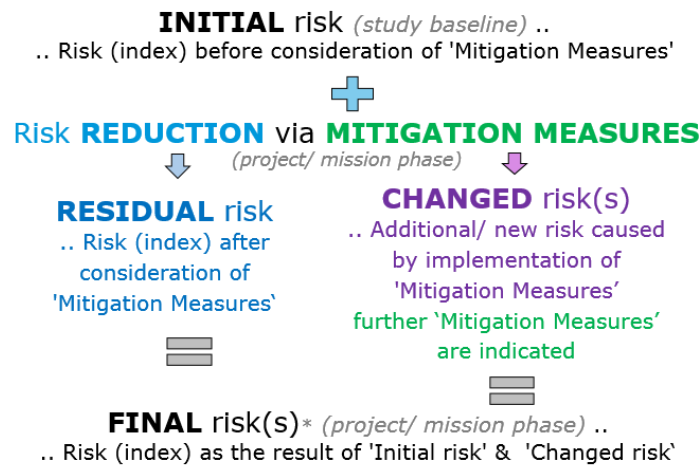 INITIAL risk (study baseline) ..
.. Risk (index) before consideration of 'Mitigation Measures'
Risk REDUCTION via MITIGATION MEASURES
(project/ mission phase)
RESIDUAL risk
.. Risk (index) after
consideration of
'Mitigation Measures‛
CHANGED risk(s)
.. Additional/ new risk caused
by implementation of
'Mitigation Measures’
further ‛Mitigation Measures’
are indicated
FINAL risk(s)* (project/ mission phase) ..
.. Risk (index) as the result of 'Initial risk' & 'Changed risk‛